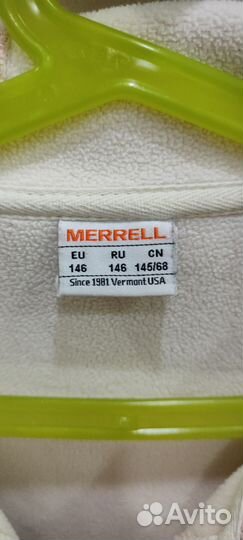 MERRELL
EU RU CN
146 146 145/68
Since 1981 Vermont USA
Avito